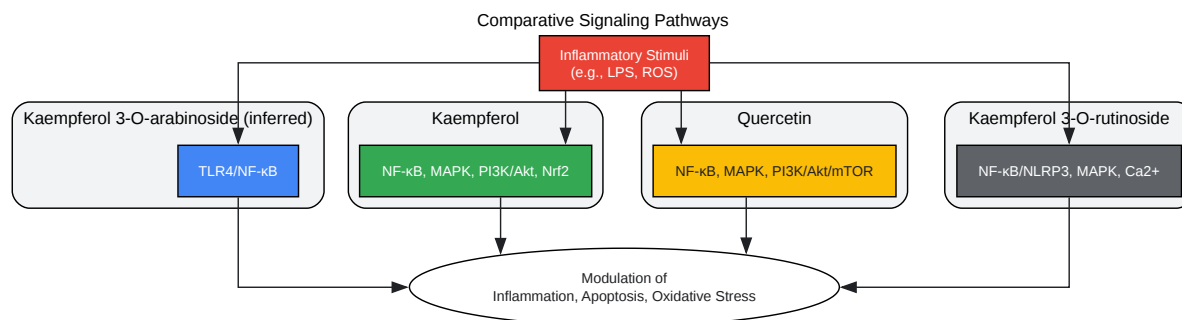 Comparative Signaling Pathways
Inflammatory Stimuli
(e.g., LPS, ROS)
Kaempferol 3-O-arabinoside (inferred)
Kaempferol
Quercetin
Kaempferol 3-O-rutinoside
TLR4/NF-κB
NF-κB, MAPK, PI3K/Akt, Nrf2
NF-κB, MAPK, PI3K/Akt/mTOR
NF-κB/NLRP3, MAPK, Ca2+
Modulation of
Inflammation, Apoptosis, Oxidative Stress